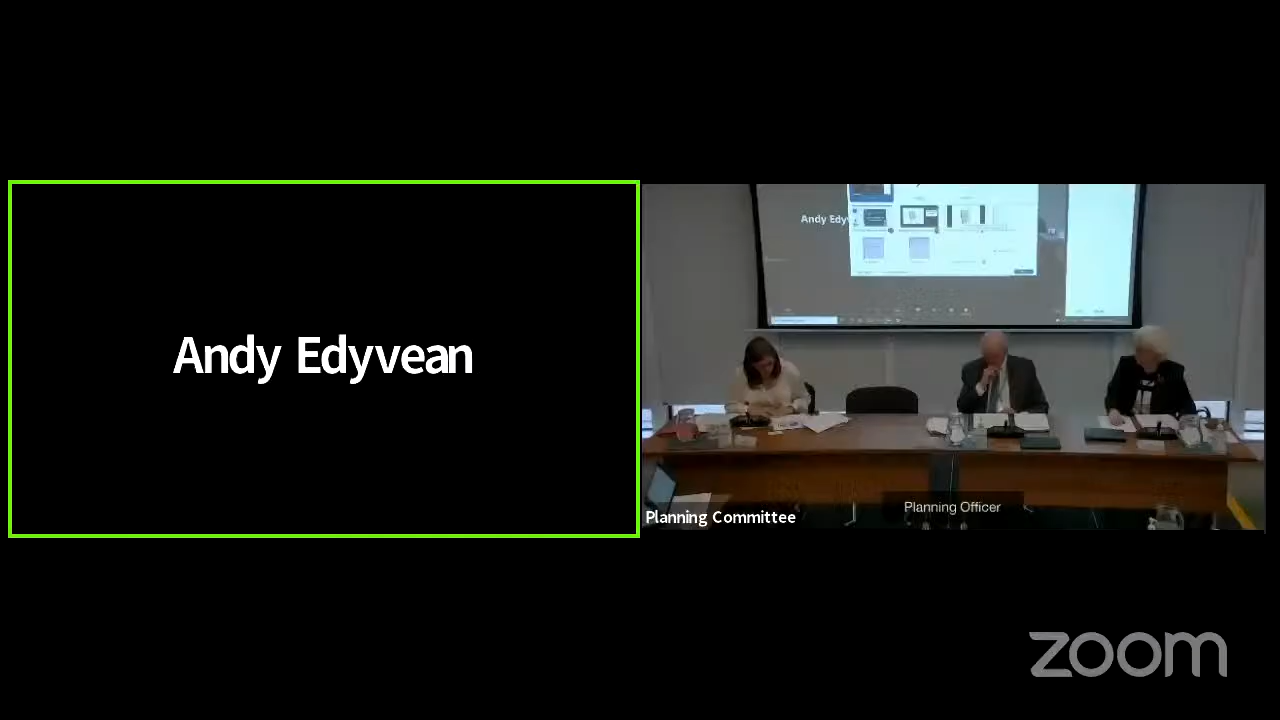 Andy Edyvean
Andy Edyv
Planning Officer
Planning Committee
zoom